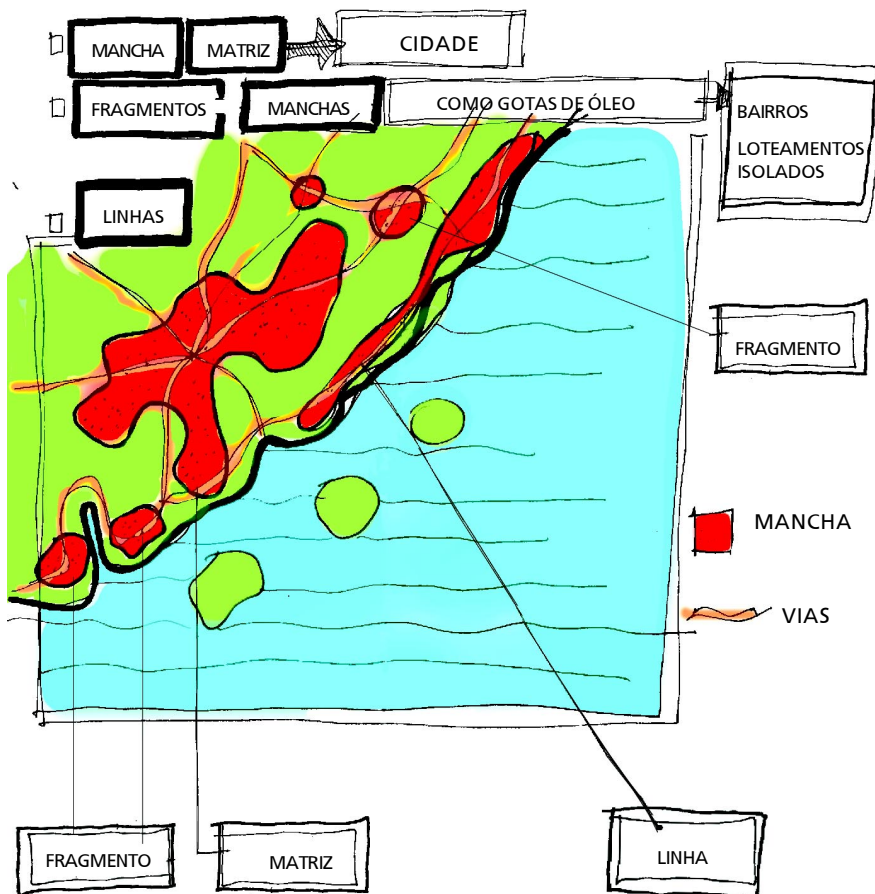 MANCHA MATRIZ CIDADE
FRAGMENTOS MANCHAS COMO GOTAS DE ÓLEO
BAIRROS
LOTEAMENTOS
ISOLADOS
LINHAS
FRAGMENTO
MANCHA
VIAS
FRAGMENTO
MATRIZ
LINHA